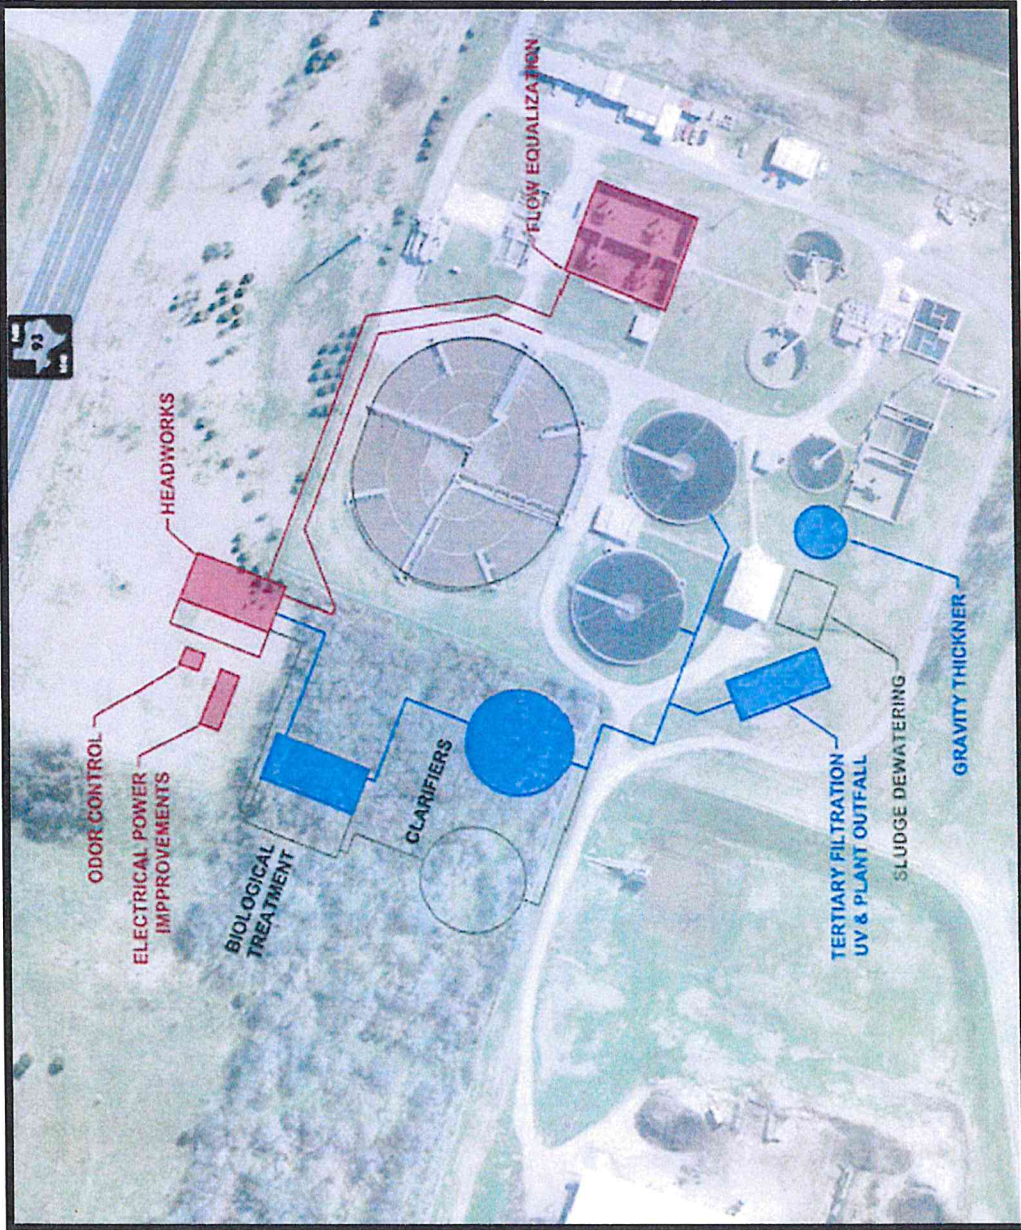 FLOW EQUALIZATION
93
HEADWORKS
ODOR CONTROL
ELECTRICAL POWER
IMPPROVEMENTS
BIOLOGICAL
TREATMENT
CLARIFIERS
TERTIARY FILTRATION
UV & PLANT OUTFALL
SLUDGE DEWATERING
GRAVITY THICKNER